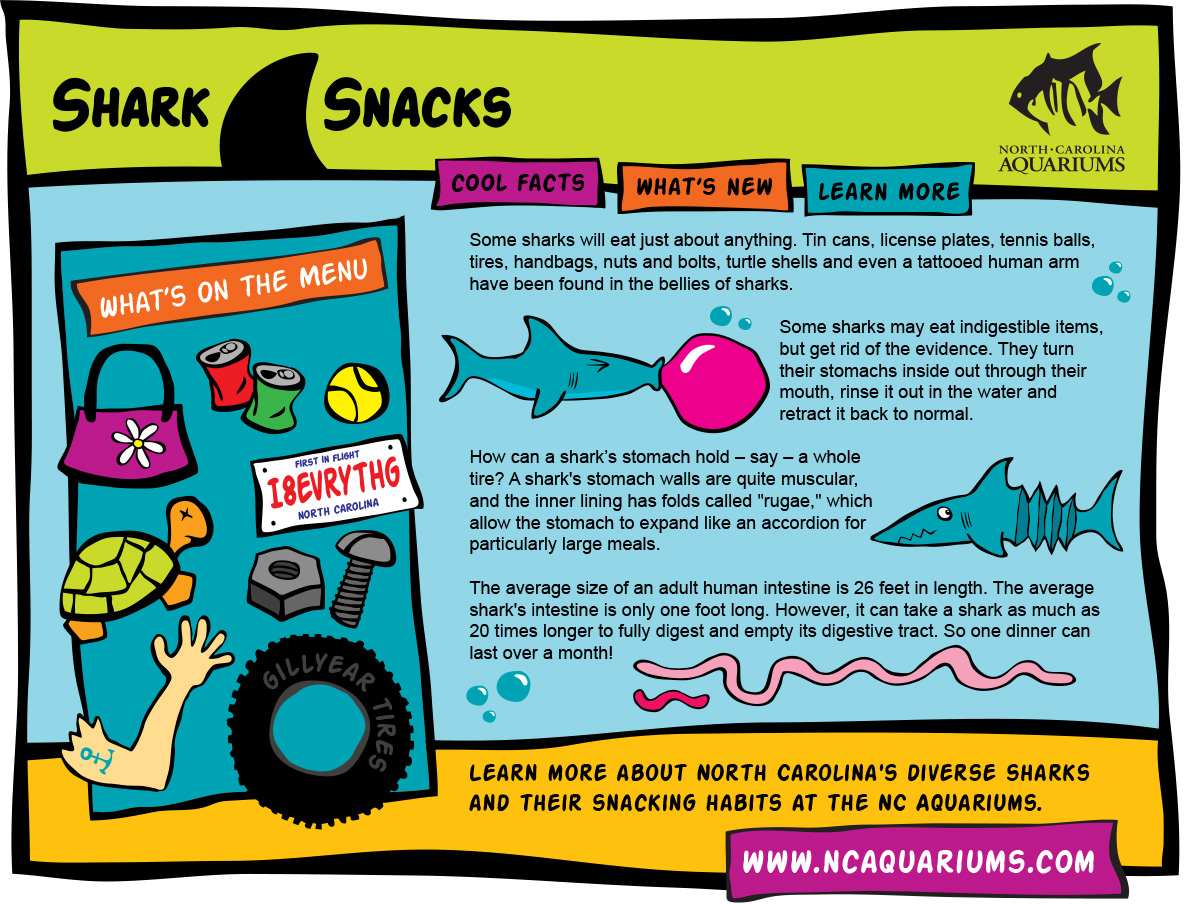 SHARK SNACKS
NORTH • CAROLINA
AQUARIUMS
COOL FACTS
WHAT'S NEW
LEARN MORE
WHAT'S ON THE MENU
FIRST IN FLIGHT
I8EVRYTHG
NORTH CAROLINA
GILLYEAR TIRES
Some sharks will eat just about anything. Tin cans, license plates, tennis balls,
tires, handbags, nuts and bolts, turtle shells and even a tattooed human arm
have been found in the bellies of sharks.
Some sharks may eat indigestible items,
but get rid of the evidence. They turn
their stomachs inside out through their
mouth, rinse it out in the water and
retract it back to normal.
How can a shark’s stomach hold – say – a whole
tire? A shark's stomach walls are quite muscular,
and the inner lining has folds called "rugae," which
allow the stomach to expand like an accordion for
particularly large meals.
The average size of an adult human intestine is 26 feet in length. The average
shark's intestine is only one foot long. However, it can take a shark as much as
20 times longer to fully digest and empty its digestive tract. So one dinner can
last over a month!
LEARN MORE ABOUT NORTH CAROLINA'S DIVERSE SHARKS
AND THEIR SNACKING HABITS AT THE NC AQUARIUMS.
WWW.NCAQUARIUMS.COM